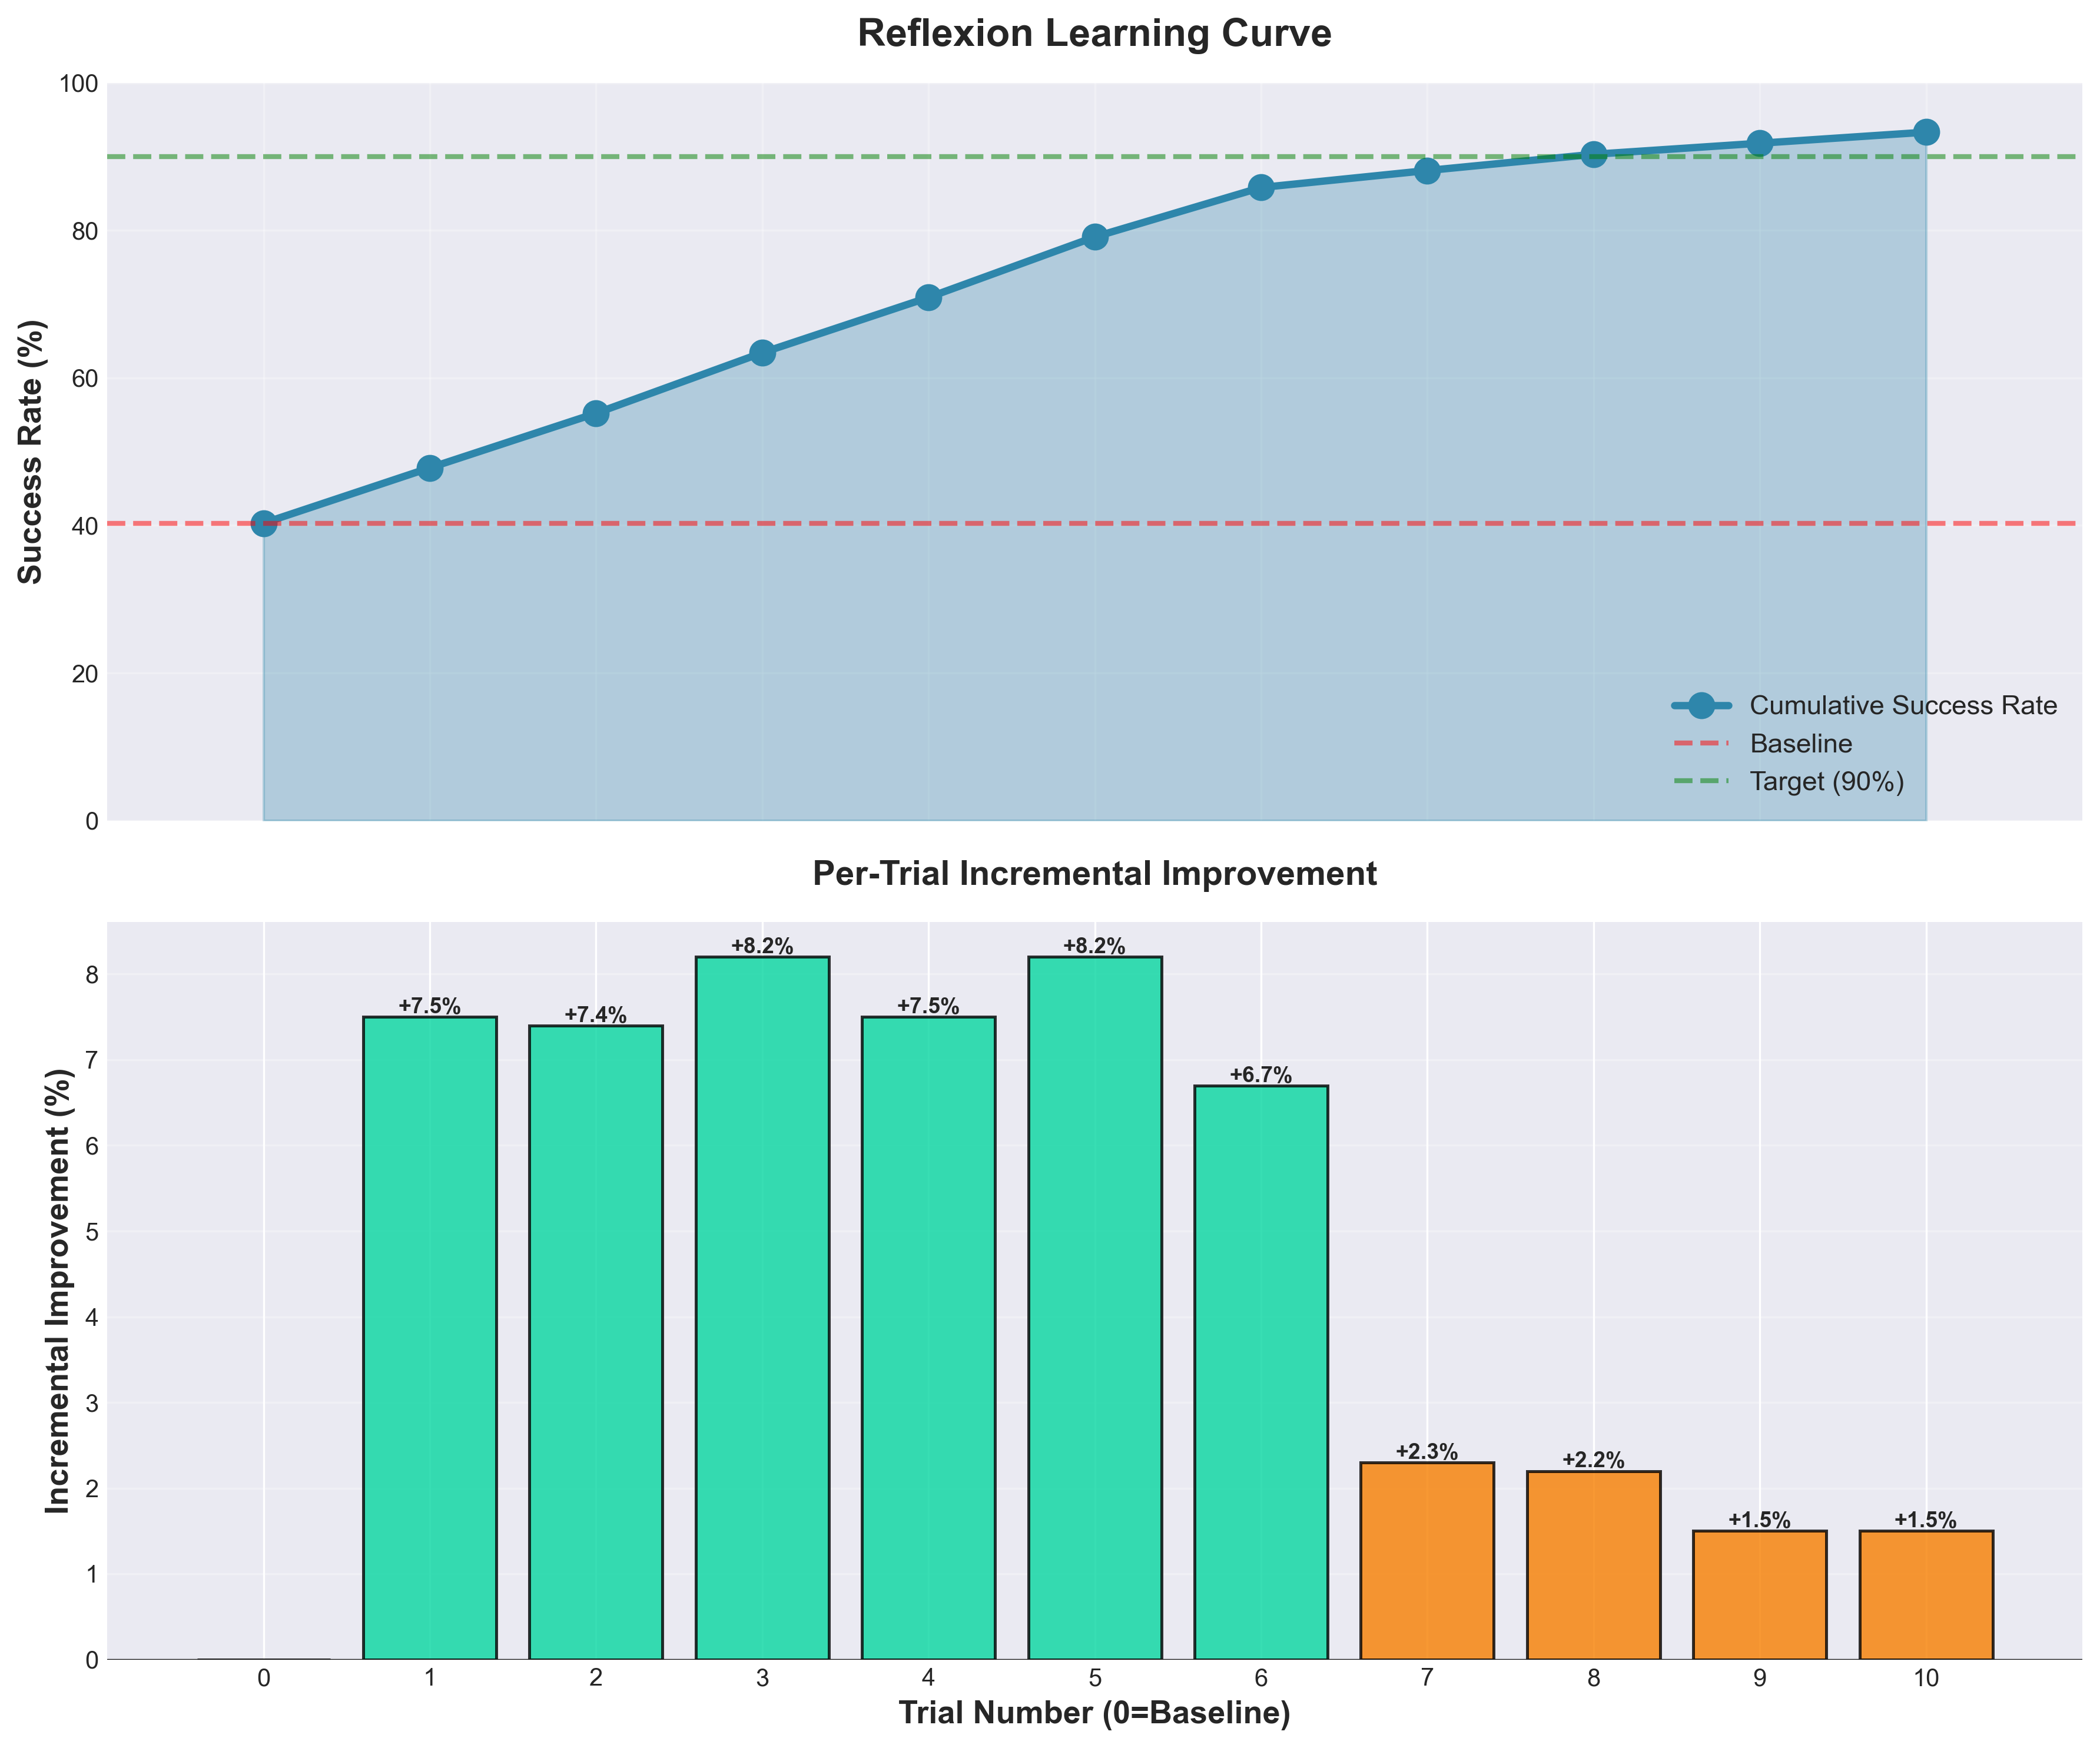 Reflexion Learning Curve
Success Rate (%)
100
80
60
40
20
0
Cumulative Success Rate
Baseline
Target (90%)
Per-Trial Incremental Improvement
Incremental Improvement (%)
8
7
6
5
4
3
2
1
0
+7.5%
+7.4%
+8.2%
+7.5%
+8.2%
+6.7%
+2.3%
+2.2%
+1.5%
+1.5%
0 1 2 3 4 5 6 7 8 9 10
Trial Number (0=Baseline)